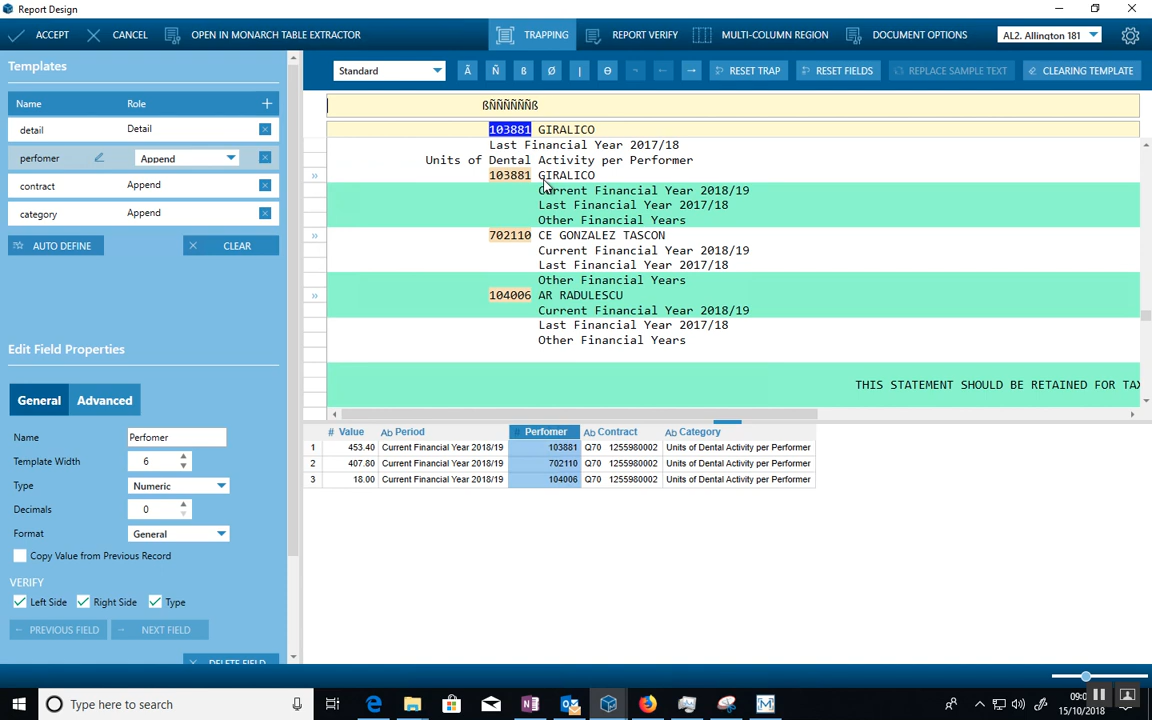 Report Design
ACCEPT CANCEL OPEN IN MONARCH TABLE EXTRACTOR TRAPPING REPORT VERIFY MULTI-COLUMN REGION DOCUMENT OPTIONS AL2. Allington 181
Templates
Name Role
detail Detail
perfomer Append
contract Append
category Append
AUTO DEFINE CLEAR
Edit Field Properties
General Advanced
Name Perfomer
Template Width 6
Type Numeric
Decimals 0
Format General
Copy Value from Previous Record
VERIFY
Left Side Right Side Type
PREVIOUS FIELD NEXT FIELD
DELETE FIELD
Standard Ã Ñ ß Ø | Ө ¬ ← → RESET TRAP RESET FIELDS REPLACE SAMPLE TEXT CLEARING TEMPLATE
ßÑÑÑÑÑÑß
103881 GIRALICO
Last Financial Year 2017/18
Units of Dental Activity per Performer
103881 GIRALICO
Current Financial Year 2018/19
Last Financial Year 2017/18
Other Financial Years
702110 CE GONZALEZ TASCON
Current Financial Year 2018/19
Last Financial Year 2017/18
Other Financial Years
104006 AR RADULESCU
Current Financial Year 2018/19
Last Financial Year 2017/18
Other Financial Years
THIS STATEMENT SHOULD BE RETAINED FOR TAX
# Value Ab Period # Perfomer Ab Contract Ab Category
1 453.40 Current Financial Year 2018/19 103881 Q70 1255980002 Units of Dental Activity per Performer
2 407.80 Current Financial Year 2018/19 702110 Q70 1255980002 Units of Dental Activity per Performer
3 18.00 Current Financial Year 2018/19 104006 Q70 1255980002 Units of Dental Activity per Performer
Type here to search
15/10/2018